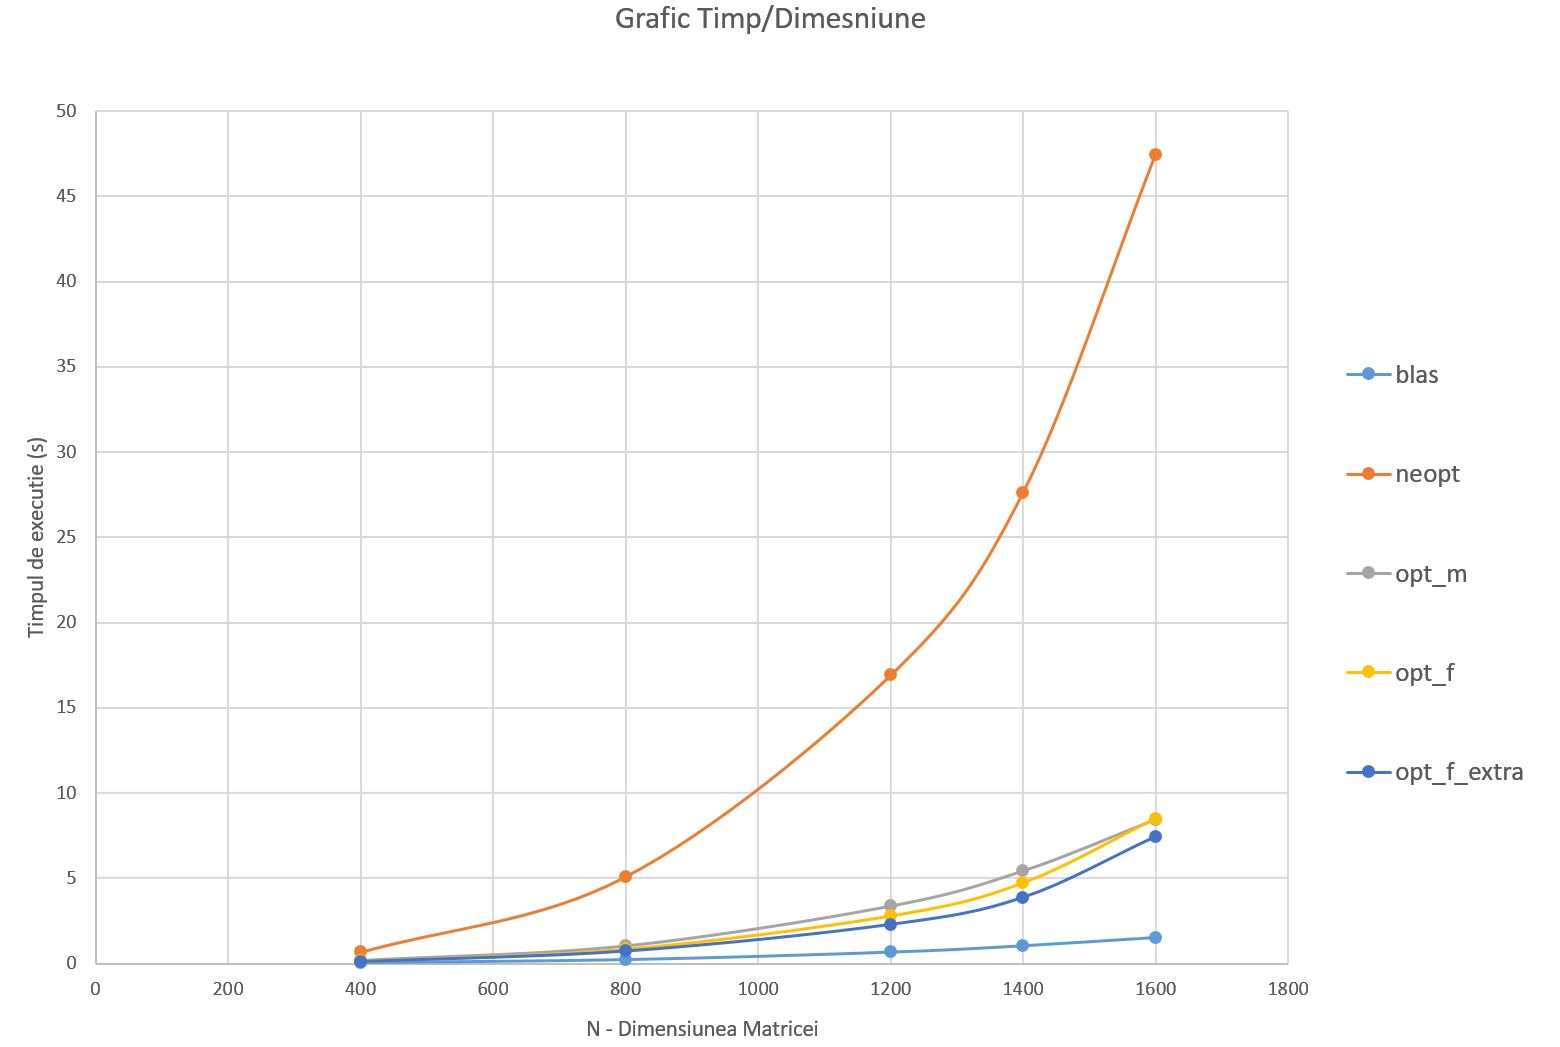 Grafic Timp/Dimesniune
50
45
40
35
30
25
20
15
10
5
0
Timpul de executie (s)
0 200 400 600 800 1000 1200 1400 1600 1800
N - Dimensiunea Matricei
blas
neopt
opt_m
opt_f
opt_f_extra